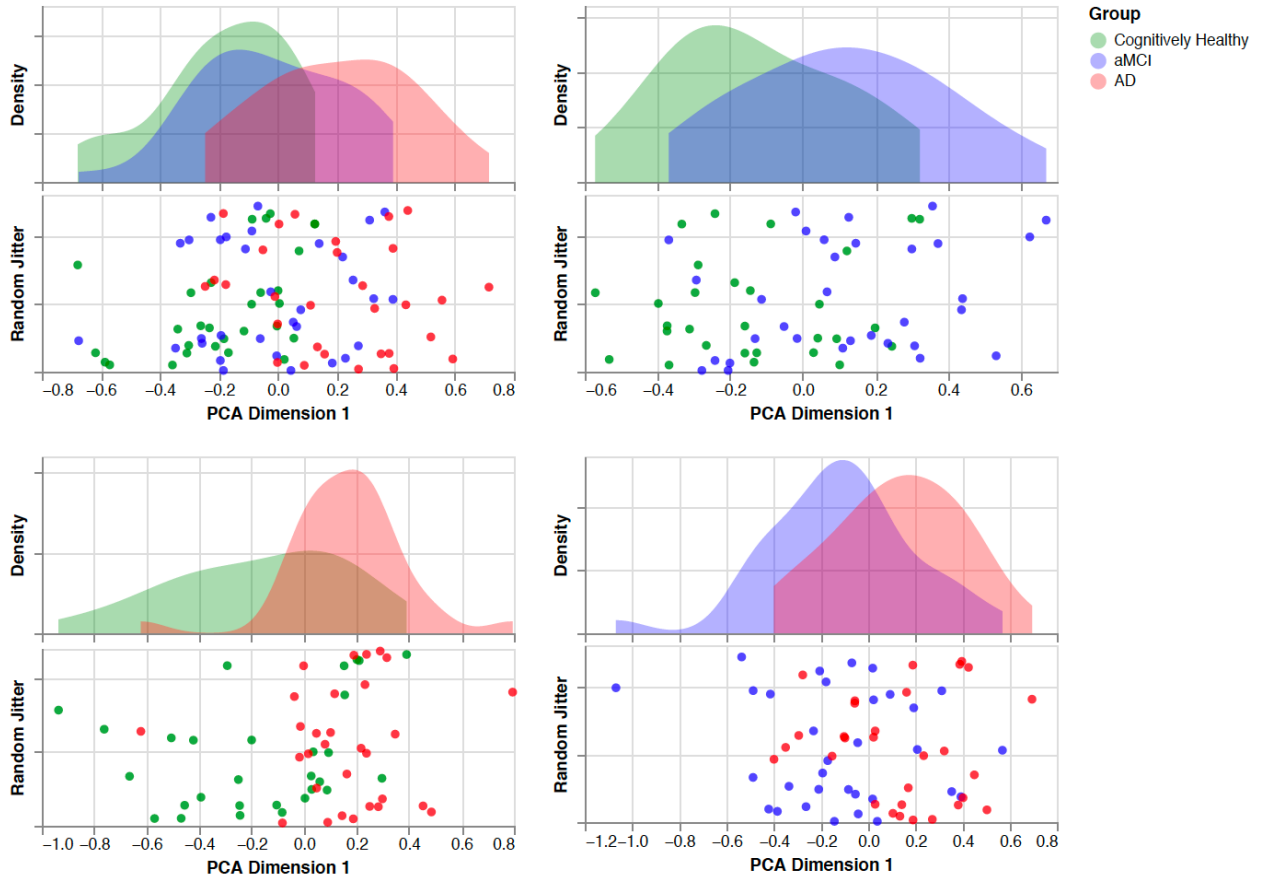 Group
Cognitively Healthy
aMCI
AD
Density
Random Jitter
−0.8 −0.6 −0.4 −0.2 0.0 0.2 0.4 0.6 0.8
PCA Dimension 1
Density
Random Jitter
−0.6 −0.4 −0.2 0.0 0.2 0.4 0.6
PCA Dimension 1
Density
Random Jitter
−1.0 −0.8 −0.6 −0.4 −0.2 0.0 0.2 0.4 0.6 0.8
PCA Dimension 1
Density
Random Jitter
−1.2 −1.0 −0.8 −0.6 −0.4 −0.2 0.0 0.2 0.4 0.6 0.8
PCA Dimension 1